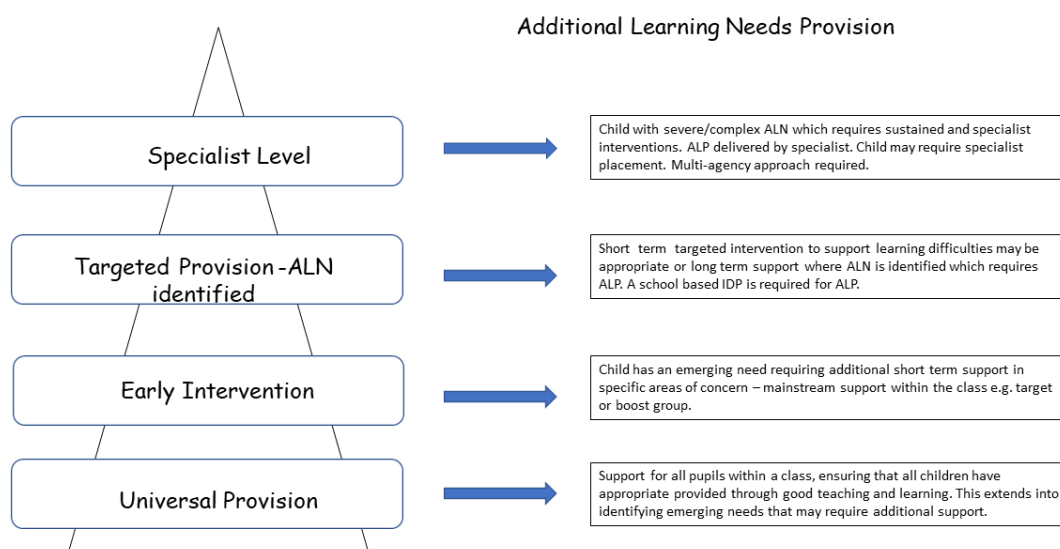 Additional Learning Needs Provision
Specialist Level
Child with severe/complex ALN which requires sustained and specialist
interventions. ALP delivered by specialist. Child may require specialist
placement. Multi-agency approach required.
Targeted Provision -ALN
identified
Short term targeted intervention to support learning difficulties may be
appropriate or long term support where ALN is identified which requires
ALP. A school based IDP is required for ALP.
Early Intervention
Child has an emerging need requiring additional short term support in
specific areas of concern – mainstream support within the class e.g. target
or boost group.
Universal Provision
Support for all pupils within a class, ensuring that all children have
appropriate provided through good teaching and learning. This extends into
identifying emerging needs that may require additional support.